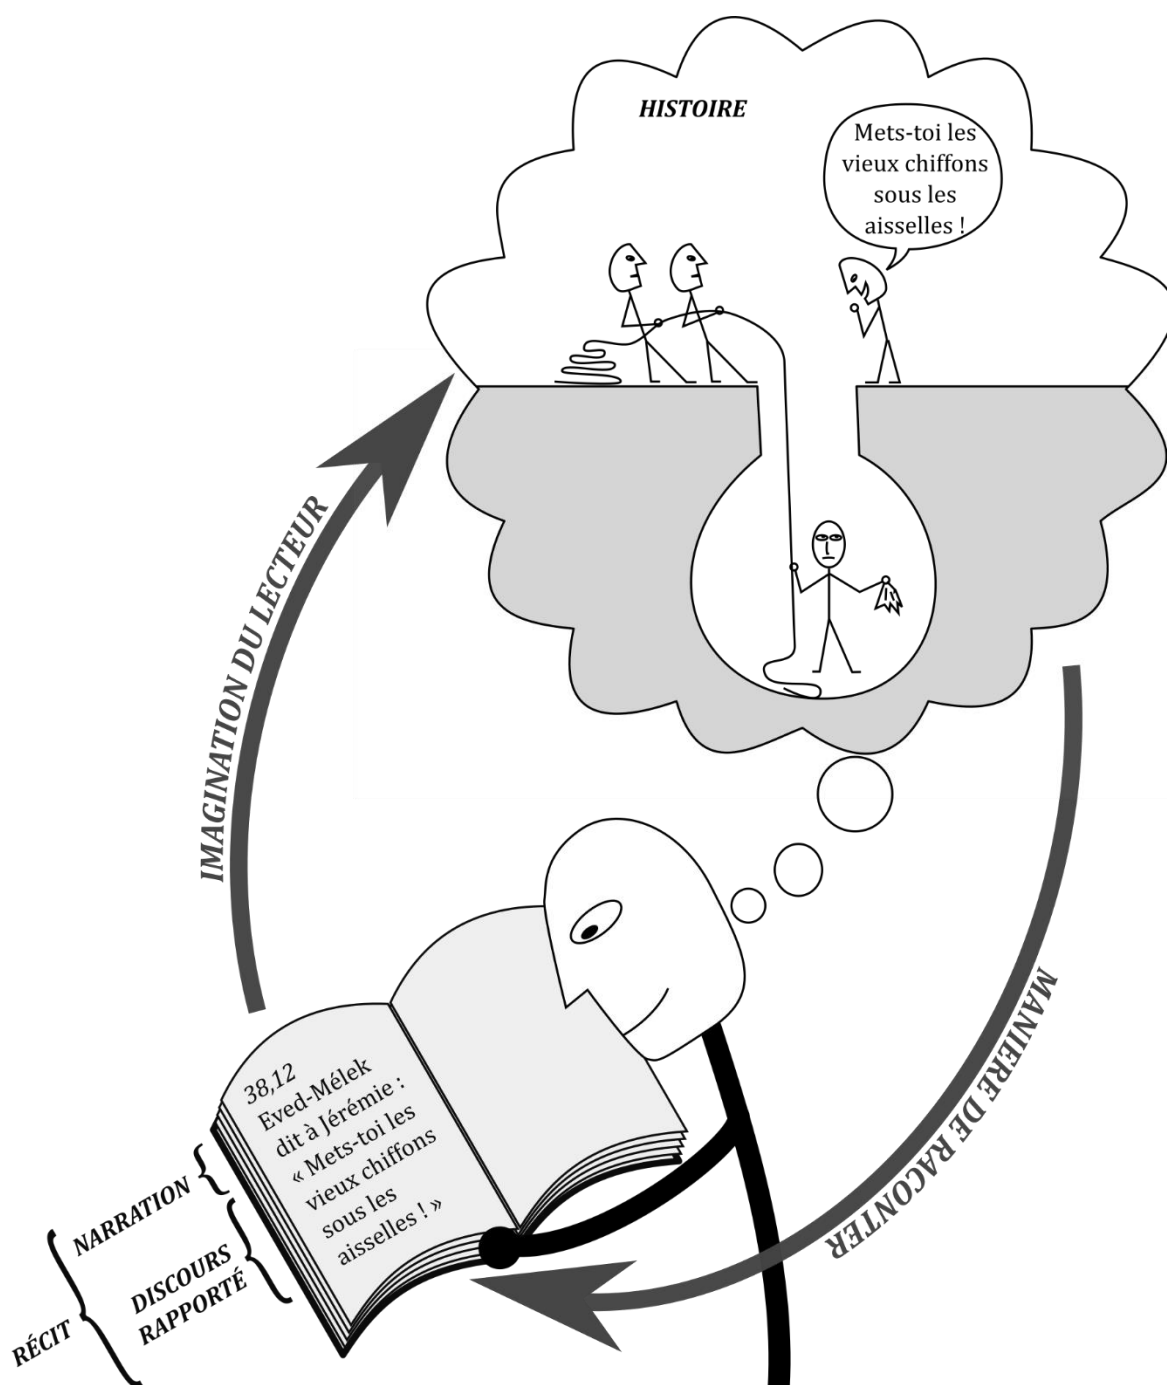 HISTOIRE
Mets-toi les
vieux chiffons
sous les
aisselles !
IMAGINATION DU LECTEUR
MANIERE DE RACONTER
38,12
Eved-Mélek
dit à Jérémie :
« Mets-toi les
vieux chiffons
sous les
aisselles ! »
NARRATION
DISCOURS
RAPPORTÉ
RÉCIT